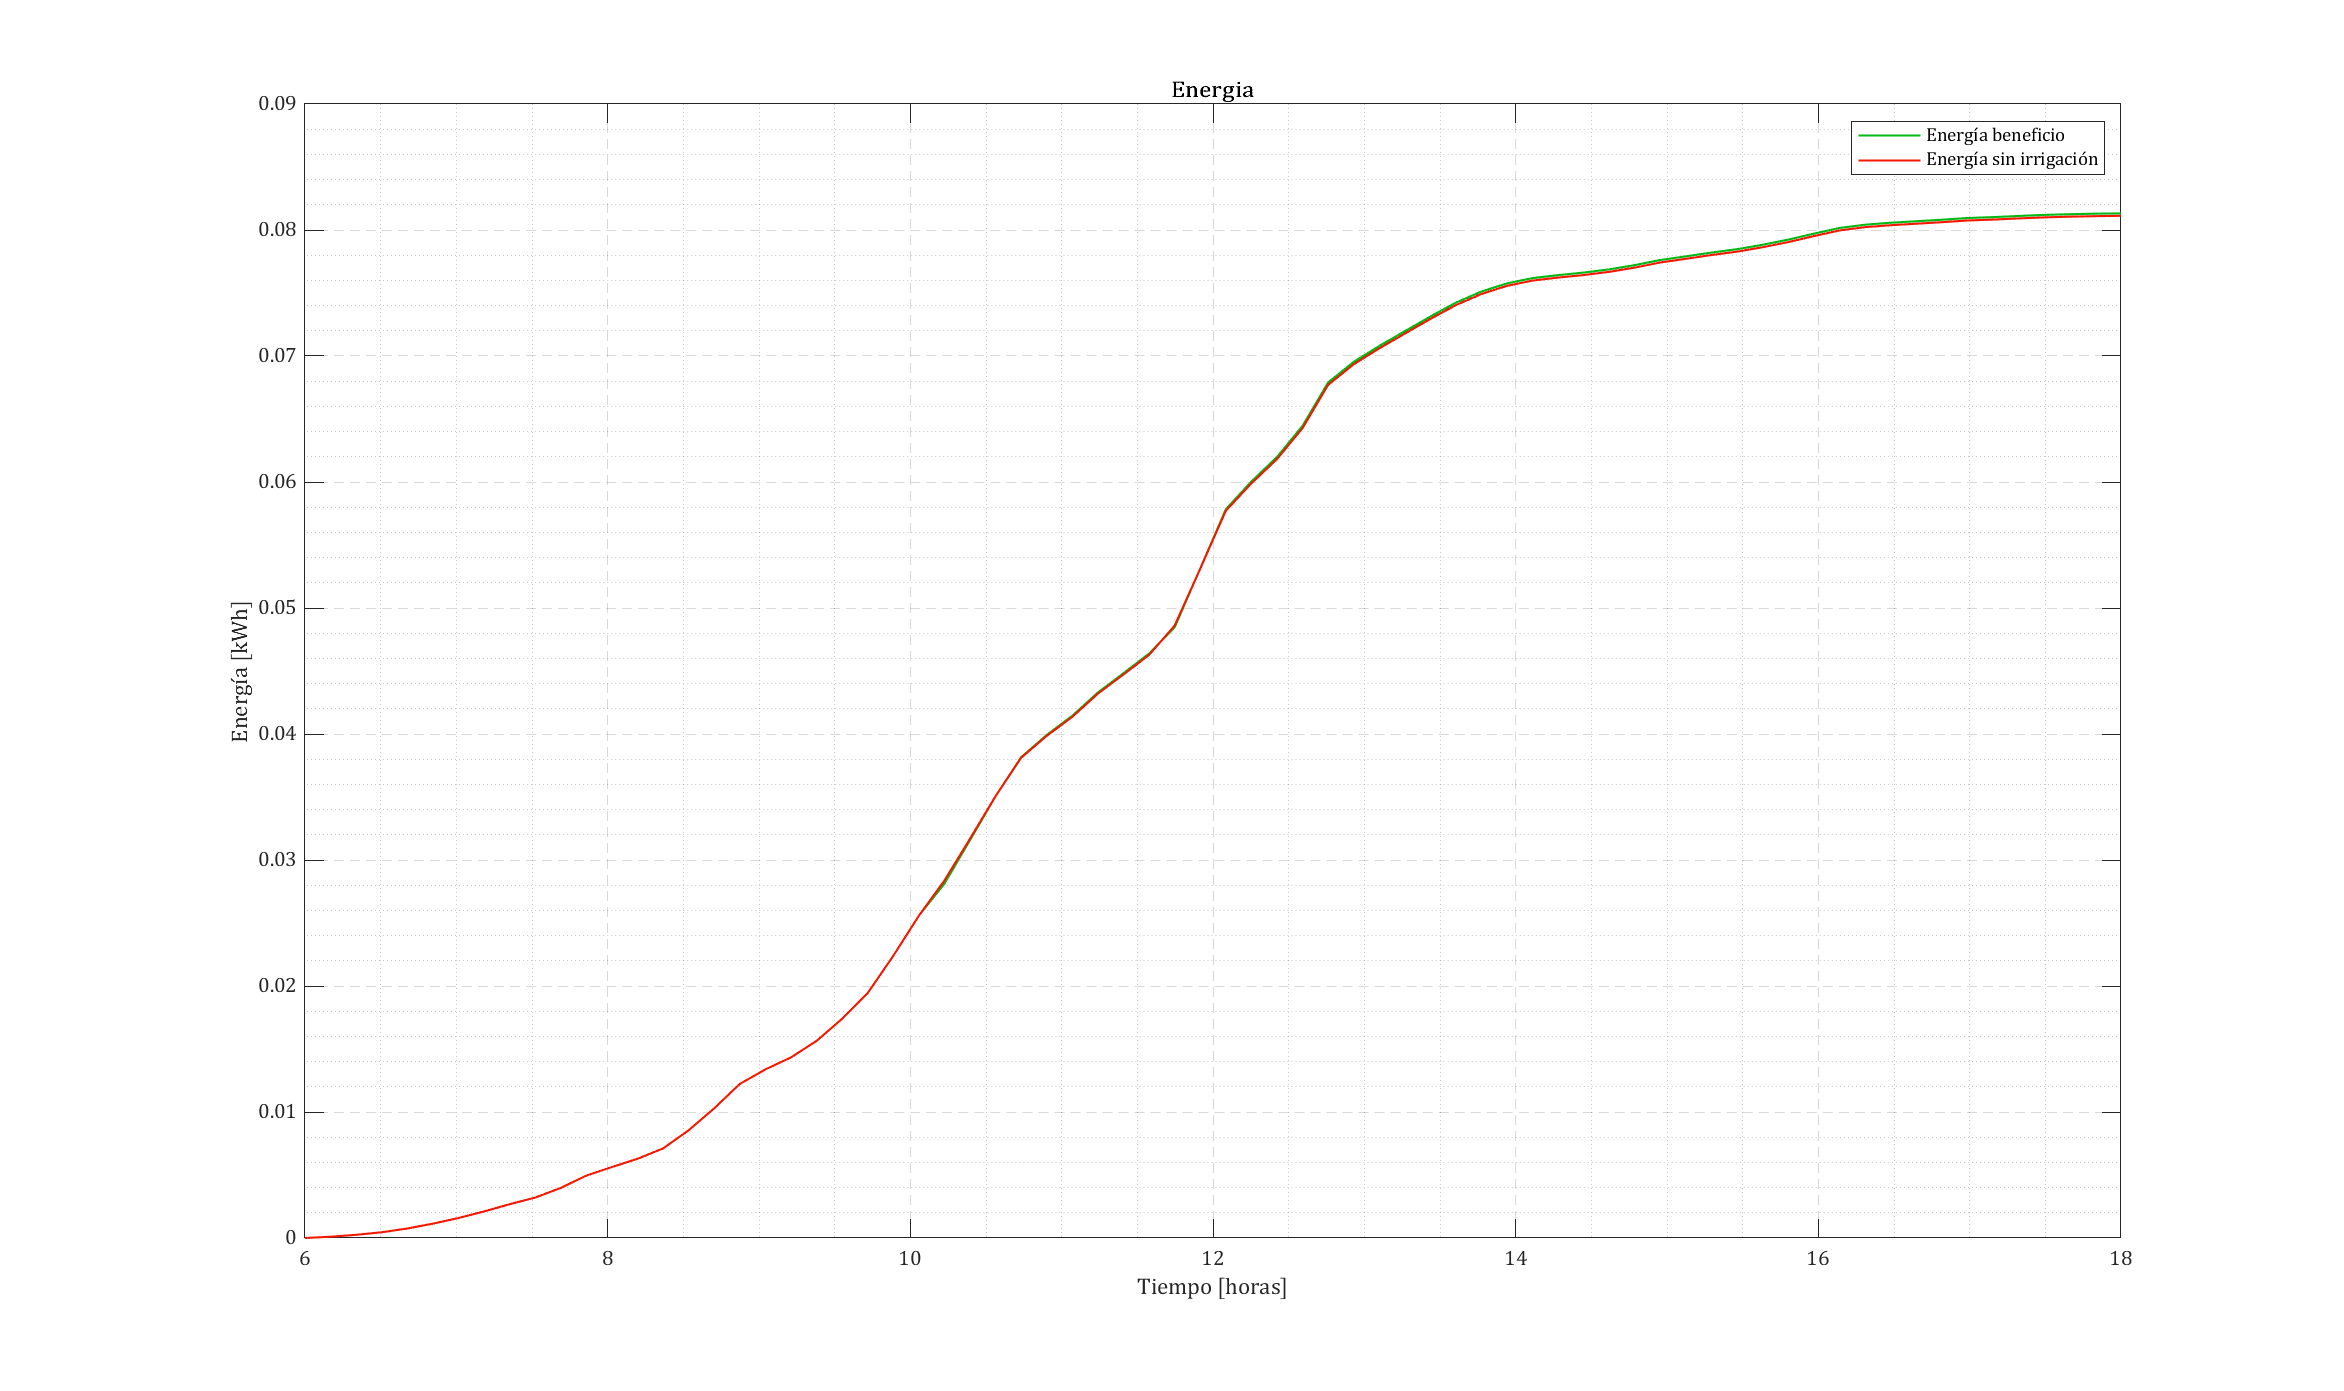 Energia
Energía beneficio
Energía sin irrigación
0.09
0.08
0.07
0.06
0.05
0.04
0.03
0.02
0.01
0
Energía [kWh]
6 8 10 12 14 16 18
Tiempo [horas]